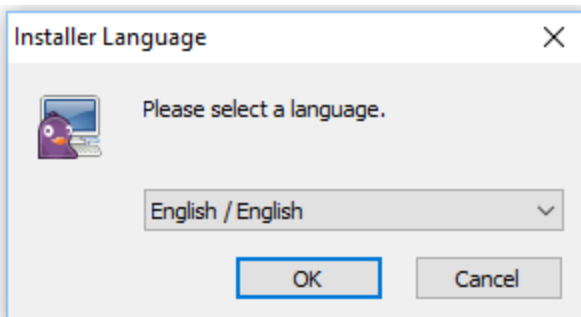 Installer Language
Please select a language.
English / English
OK
Cancel